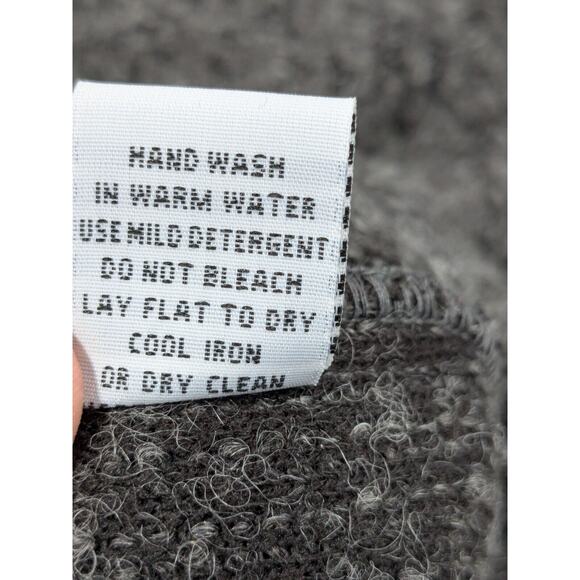 HAND WASH
IN WARM WATER
USE MILD DETERGENT
DO NOT BLEACH
LAY FLAT TO DRY
COOL IRON
OR DRY CLEAN